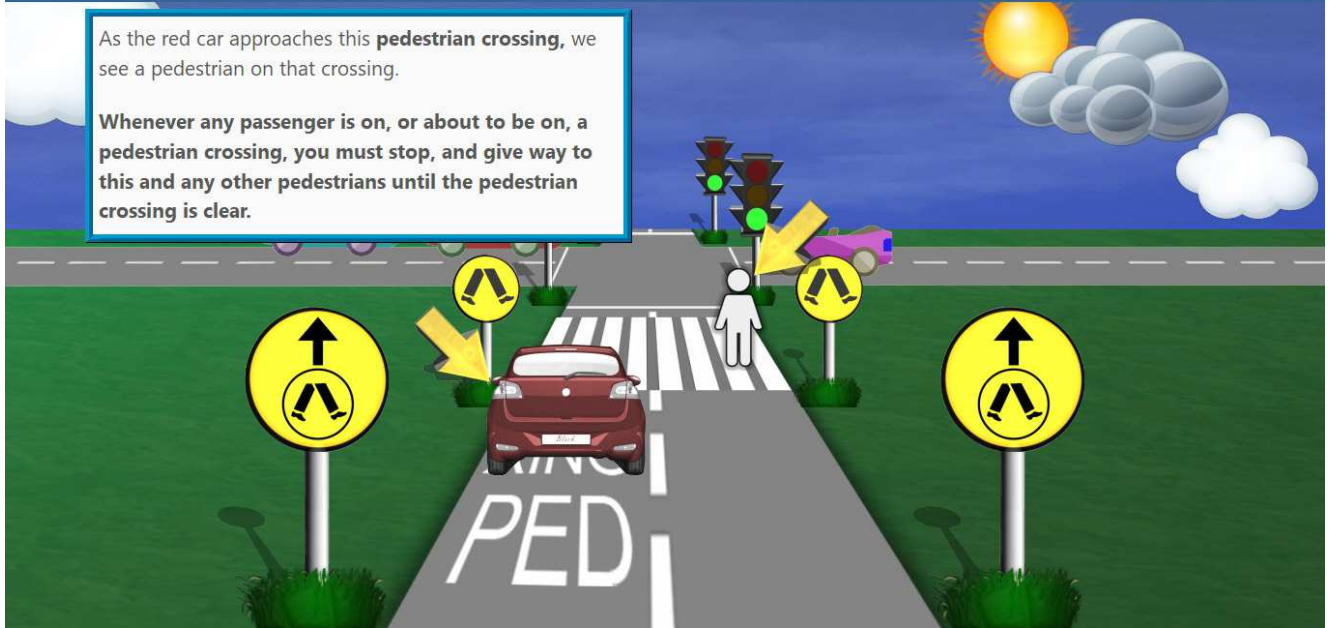 As the red car approaches this pedestrian crossing, we
see a pedestrian on that crossing.
Whenever any passenger is on, or about to be on, a
pedestrian crossing, you must stop, and give way to
this and any other pedestrians until the pedestrian
crossing is clear.
PED